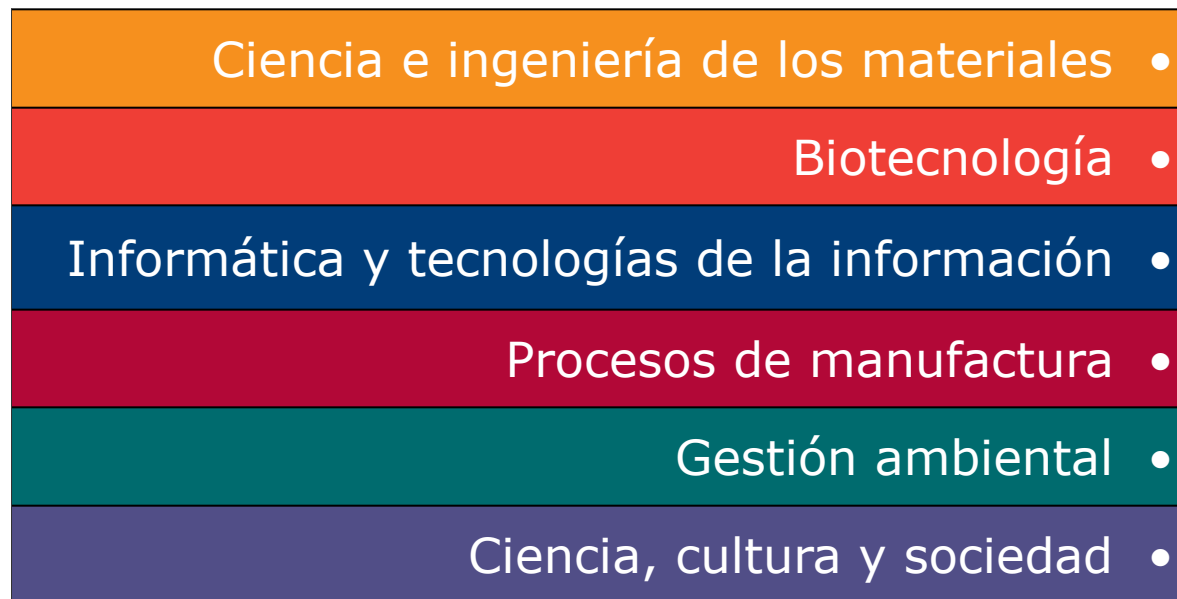 Ciencia e ingeniería de los materiales •
Biotecnología •
Informática y tecnologías de la información •
Procesos de manufactura •
Gestión ambiental •
Ciencia, cultura y sociedad •